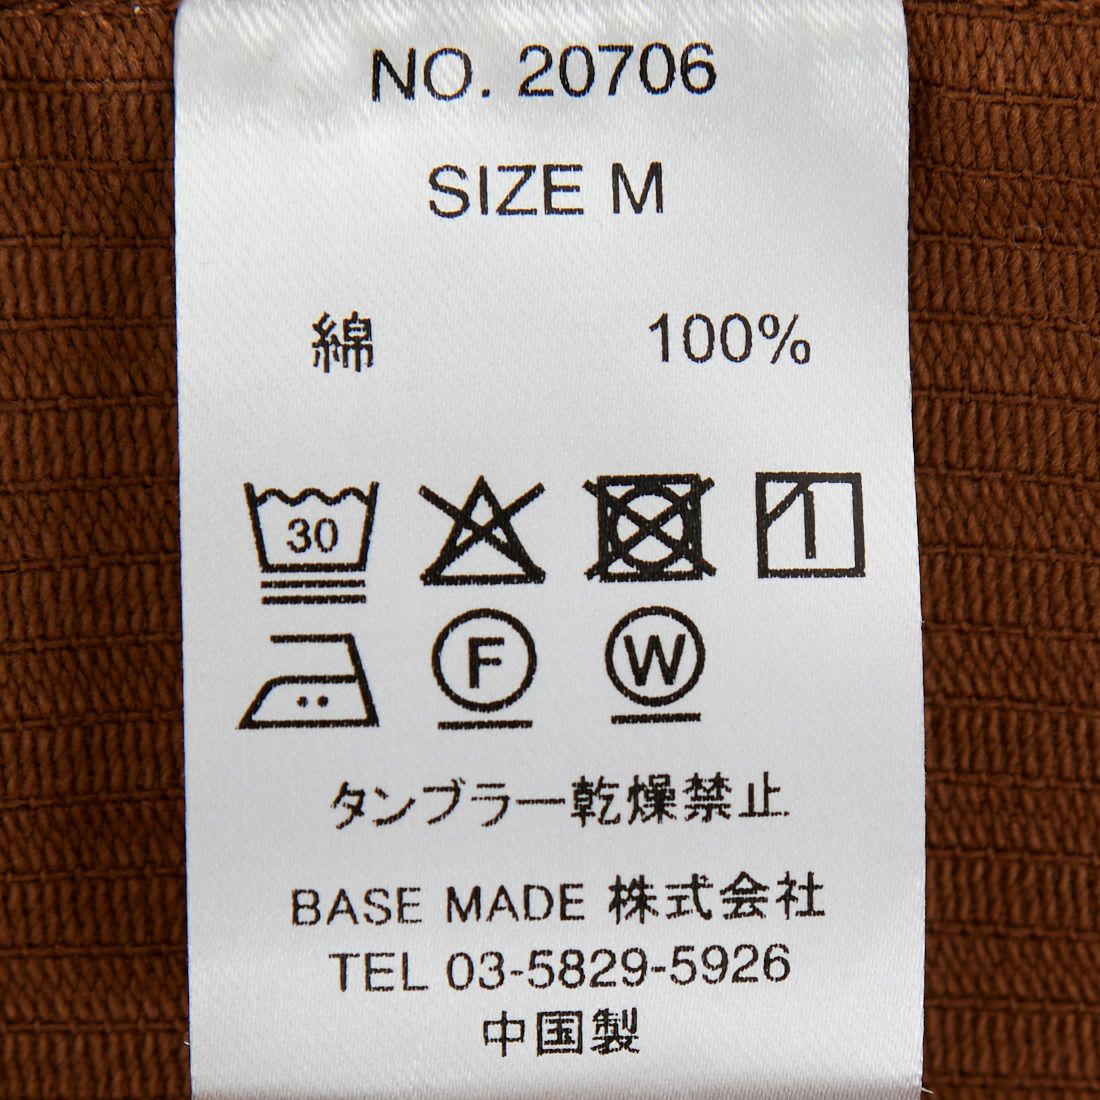 NO. 20706
SIZE M
綿 100%
30
F W
タンブラー乾燥禁止
BASE MADE 株式会社
TEL 03-5829-5926
中国製